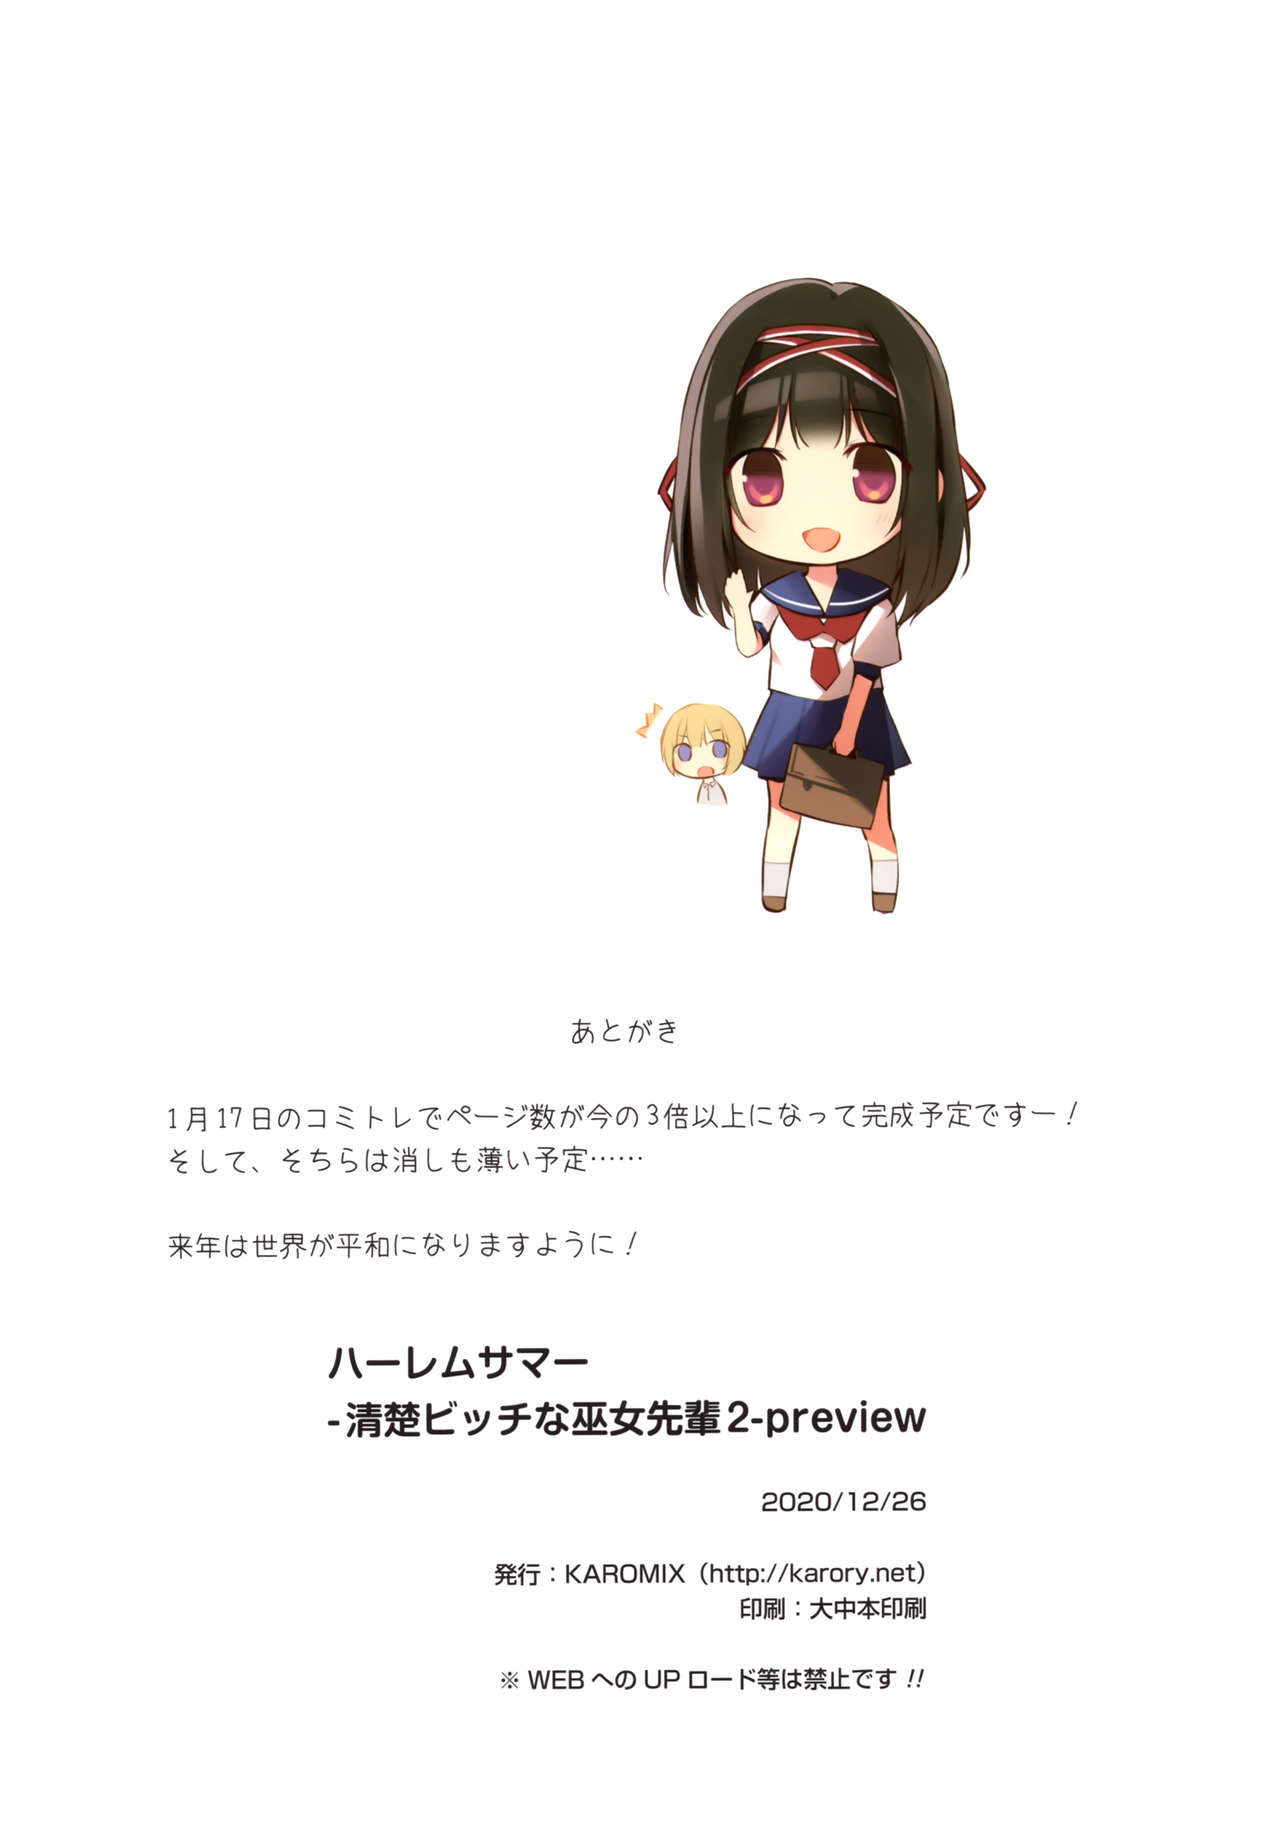 あとがき
1月17日のコミトレでページ数が今の3倍以上になって完成予定ですー！
そして、そちらは消しも薄い予定……
来年は世界が平和になりますように！
ハーレムサマー
-清楚ビッチな巫女先輩2-preview
2020/12/26
発行：KAROMIX（http://karory.net）
印刷：大中本印刷
※ WEBへのUPロード等は禁止です!!